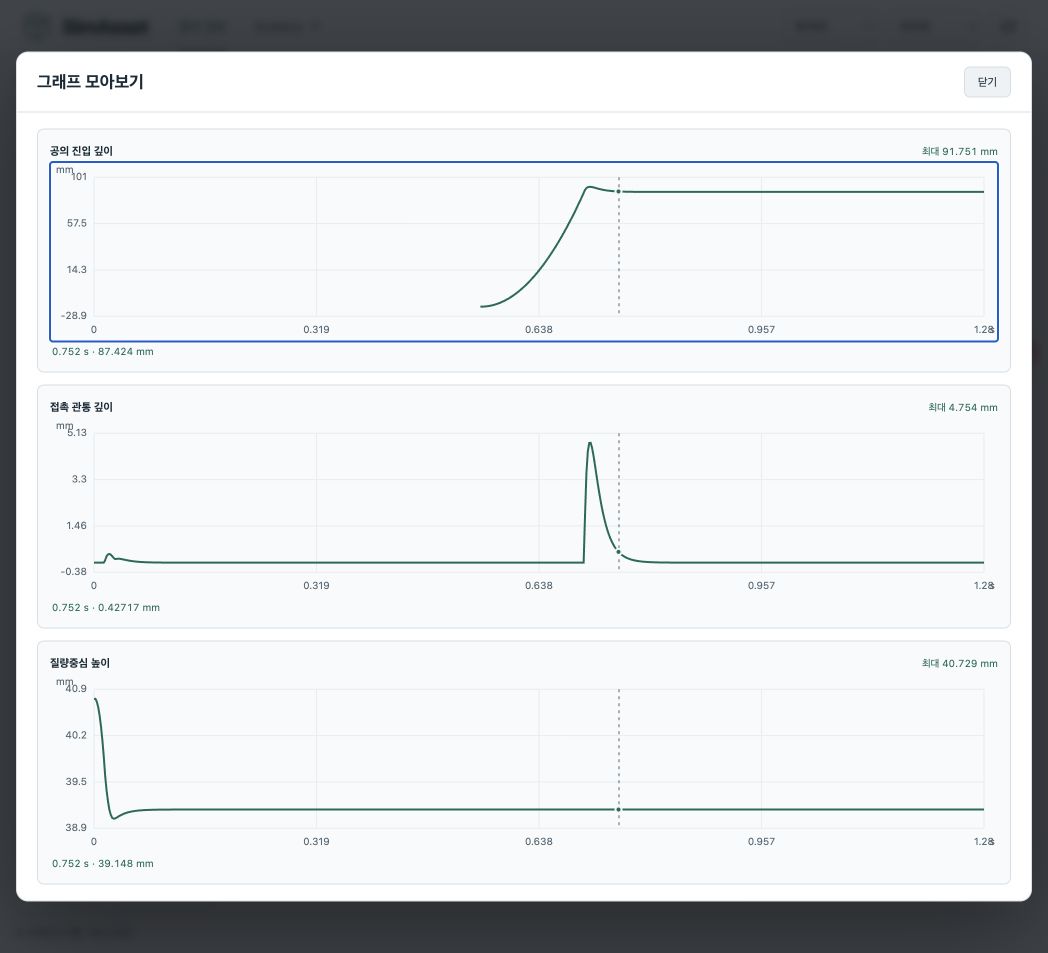 그래프 모아보기
닫기
공의 진입 깊이
최대 91.751 mm
mm
101
57.5
14.3
-28.9
0
0.319
0.638
0.957
1.28
s
0.752 s · 87.424 mm
접촉 관통 깊이
최대 4.754 mm
mm
5.13
3.3
1.46
-0.38
0
0.319
0.638
0.957
1.28
s
0.752 s · 0.42717 mm
질량중심 높이
최대 40.729 mm
mm
40.9
40.2
39.5
38.9
0
0.319
0.638
0.957
1.28
s
0.752 s · 39.148 mm